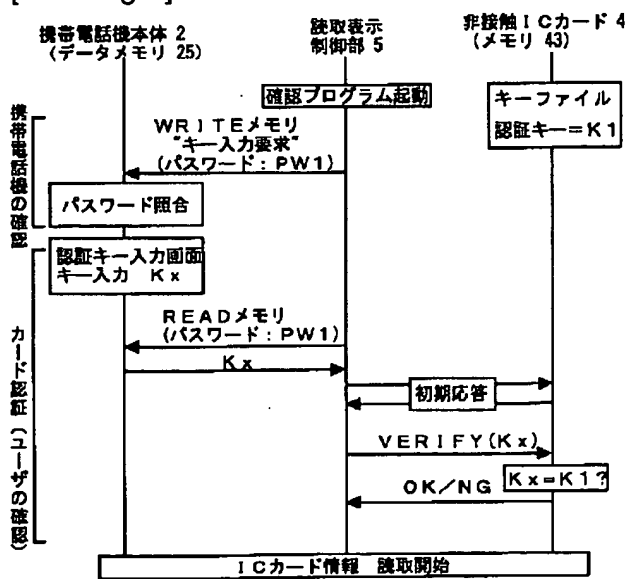 携帯電話機本体 2
(データメモリ 25)
読取表示
制御部 5
非接触ICカード 4
(メモリ 43)
確認プログラム起動
キーファイル
認証キー=K1
携帯電話機の確認
WRITEメモリ
"キー入力要求"
(パスワード:PW1)
パスワード照合
認証キー入力画面
キー入力 Kx
カード認証(ユーザの確認)
READメモリ
(パスワード:PW1)
Kx
初期応答
VERIFY(Kx)
Kx=K1?
OK/NG
ICカード情報 読取開始